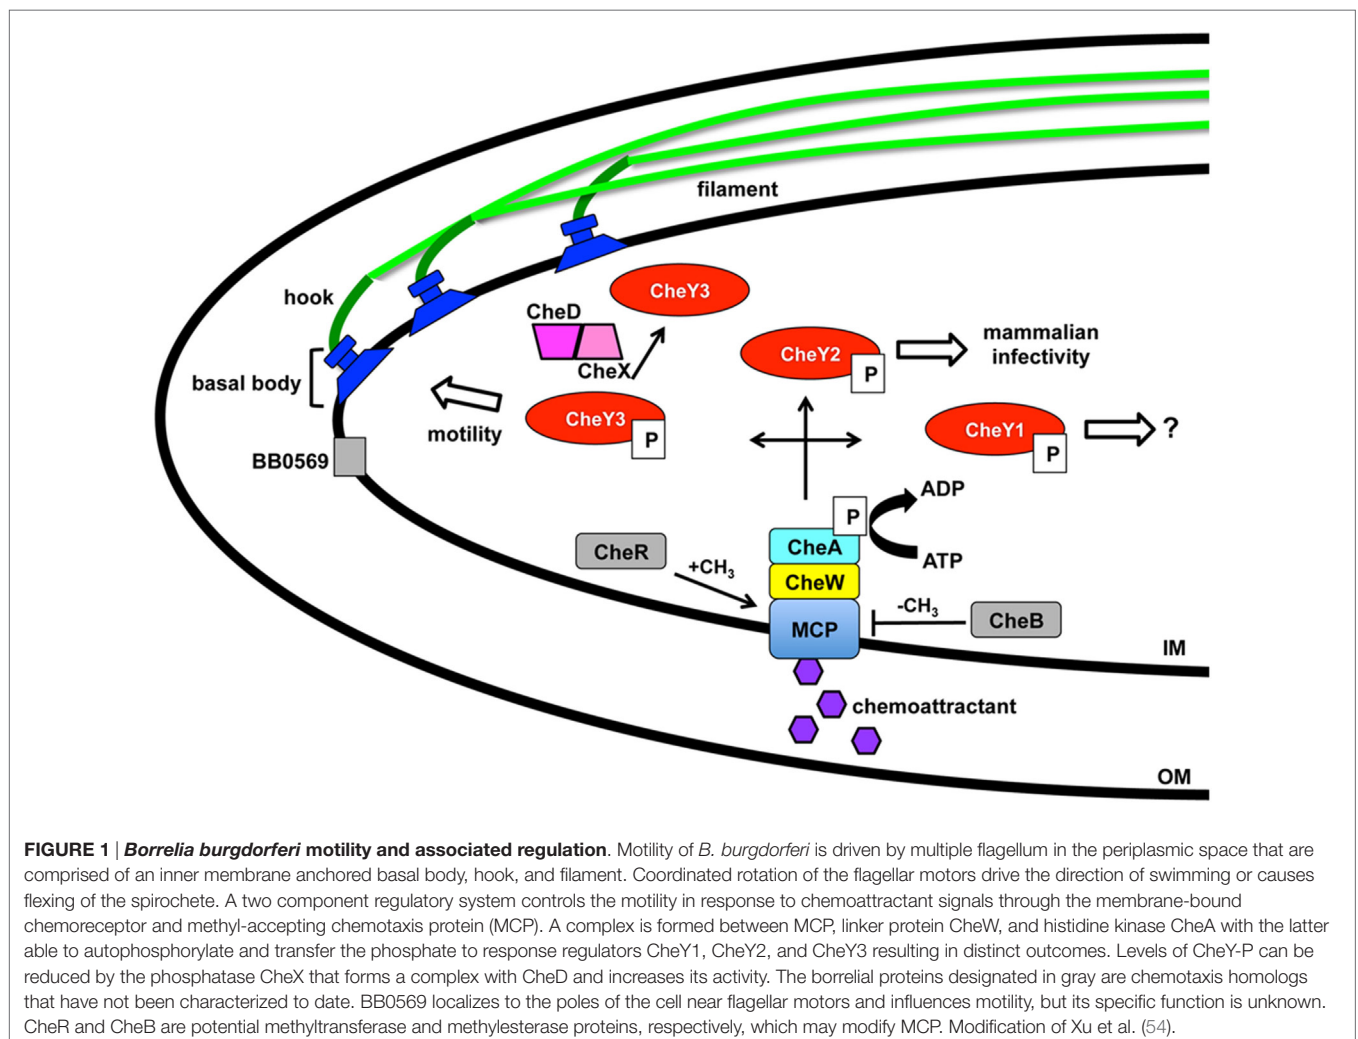 filament
hook
CheY3
CheD
CheX
mammalian
infectivity
CheY2
P
basal body
CheY3
P
motility
CheY1
P
?
BB0569
ADP
P
CheA
ATP
CheR
+CH3
CheW
-CH3
MCP
CheB
IM
chemoattractant
OM
FIGURE 1 | Borrelia burgdorferi motility and associated regulation. Motility of B. burgdorferi is driven by multiple flagellum in the periplasmic space that are
comprised of an inner membrane anchored basal body, hook, and filament. Coordinated rotation of the flagellar motors drive the direction of swimming or causes
flexing of the spirochete. A two component regulatory system controls the motility in response to chemoattractant signals through the membrane-bound
chemoreceptor and methyl-accepting chemotaxis protein (MCP). A complex is formed between MCP, linker protein CheW, and histidine kinase CheA with the latter
able to autophosphorylate and transfer the phosphate to response regulators CheY1, CheY2, and CheY3 resulting in distinct outcomes. Levels of CheY-P can be
reduced by the phosphatase CheX that forms a complex with CheD and increases its activity. The borrelial proteins designated in gray are chemotaxis homologs
that have not been characterized to date. BB0569 localizes to the poles of the cell near flagellar motors and influences motility, but its specific function is unknown.
CheR and CheB are potential methyltransferase and methylesterase proteins, respectively, which may modify MCP. Modification of Xu et al. (54).